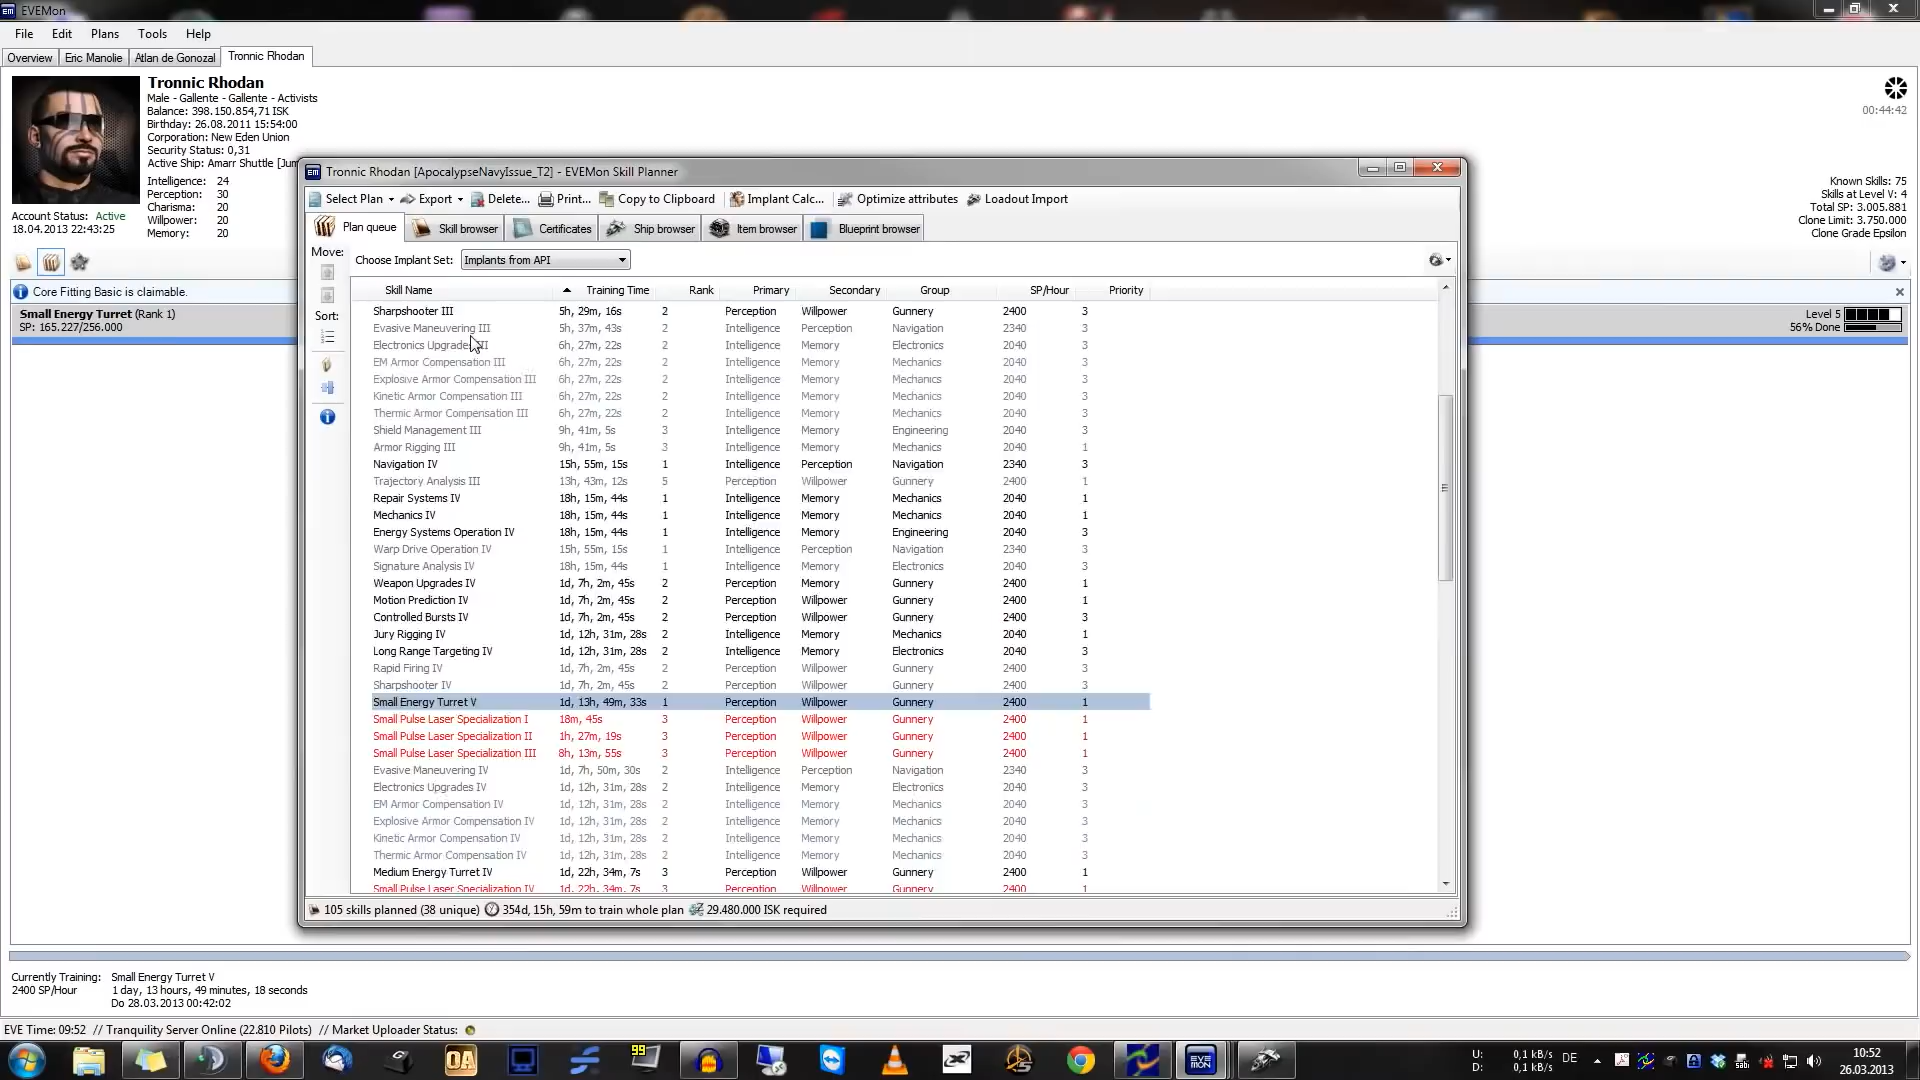 EVEMon
File Edit Plans Tools Help
Overview Eric Manolie Atlan de Gonozal Tronnic Rhodan
Tronnic Rhodan
Male - Gallente - Gallente - Activists
Balance: 398.150.854,71 ISK
Birthday: 26.08.2011 15:54:00
Corporation: New Eden Union
Security Status: 0,31
Active Ship: Amarr Shuttle [Jum
Intelligence: 24
Perception: 30
Charisma: 20
Willpower: 20
Memory: 20
Account Status: Active
18.04.2013 22:43:25
00:44:42
Known Skills: 75
Skills at Level V: 4
Total SP: 3.005.881
Clone Limit: 3.750.000
Clone Grade Epsilon
Core Fitting Basic is claimable.
Small Energy Turret (Rank 1)
SP: 165.227/256.000
Level 5
56% Done
Tronnic Rhodan [ApocalypseNavyIssue_T2] - EVEMon Skill Planner
Select Plan Export Delete... Print... Copy to Clipboard Implant Calc... Optimize attributes Loadout Import
Plan queue Skill browser Certificates Ship browser Item browser Blueprint browser
Move:
Choose Implant Set: Implants from API
Sort:
Skill Name Training Time Rank Primary Secondary Group SP/Hour Priority
Sharpshooter III 5h, 29m, 16s 2 Perception Willpower Gunnery 2400 3
Evasive Maneuvering III 5h, 37m, 43s 2 Intelligence Perception Navigation 2340 3
Electronics Upgrades III 6h, 27m, 22s 2 Intelligence Memory Electronics 2040 3
EM Armor Compensation III 6h, 27m, 22s 2 Intelligence Memory Mechanics 2040 3
Explosive Armor Compensation III 6h, 27m, 22s 2 Intelligence Memory Mechanics 2040 3
Kinetic Armor Compensation III 6h, 27m, 22s 2 Intelligence Memory Mechanics 2040 3
Thermic Armor Compensation III 6h, 27m, 22s 2 Intelligence Memory Mechanics 2040 3
Shield Management III 9h, 41m, 5s 3 Intelligence Memory Engineering 2040 3
Armor Rigging III 9h, 41m, 5s 3 Intelligence Memory Mechanics 2040 1
Navigation IV 15h, 55m, 15s 1 Intelligence Perception Navigation 2340 3
Trajectory Analysis III 13h, 43m, 12s 5 Perception Willpower Gunnery 2400 1
Repair Systems IV 18h, 15m, 44s 1 Intelligence Memory Mechanics 2040 1
Mechanics IV 18h, 15m, 44s 1 Intelligence Memory Mechanics 2040 1
Energy Systems Operation IV 18h, 15m, 44s 1 Intelligence Memory Engineering 2040 3
Warp Drive Operation IV 15h, 55m, 15s 1 Intelligence Perception Navigation 2340 3
Signature Analysis IV 18h, 15m, 44s 1 Intelligence Memory Electronics 2040 3
Weapon Upgrades IV 1d, 7h, 2m, 45s 2 Perception Memory Gunnery 2400 1
Motion Prediction IV 1d, 7h, 2m, 45s 2 Perception Willpower Gunnery 2400 1
Controlled Bursts IV 1d, 7h, 2m, 45s 2 Perception Willpower Gunnery 2400 3
Jury Rigging IV 1d, 12h, 31m, 28s 2 Intelligence Memory Mechanics 2040 1
Long Range Targeting IV 1d, 12h, 31m, 28s 2 Intelligence Memory Electronics 2040 3
Rapid Firing IV 1d, 7h, 2m, 45s 2 Perception Willpower Gunnery 2400 3
Sharpshooter IV 1d, 7h, 2m, 45s 2 Perception Willpower Gunnery 2400 3
Small Energy Turret V 1d, 13h, 49m, 33s 1 Perception Willpower Gunnery 2400 1
Small Pulse Laser Specialization I 18m, 45s 3 Perception Willpower Gunnery 2400 1
Small Pulse Laser Specialization II 1h, 27m, 19s 3 Perception Willpower Gunnery 2400 1
Small Pulse Laser Specialization III 8h, 13m, 55s 3 Perception Willpower Gunnery 2400 1
Evasive Maneuvering IV 1d, 7h, 50m, 30s 2 Intelligence Perception Navigation 2340 3
Electronics Upgrades IV 1d, 12h, 31m, 28s 2 Intelligence Memory Electronics 2040 3
EM Armor Compensation IV 1d, 12h, 31m, 28s 2 Intelligence Memory Mechanics 2040 3
Explosive Armor Compensation IV 1d, 12h, 31m, 28s 2 Intelligence Memory Mechanics 2040 3
Kinetic Armor Compensation IV 1d, 12h, 31m, 28s 2 Intelligence Memory Mechanics 2040 3
Thermic Armor Compensation IV 1d, 12h, 31m, 28s 2 Intelligence Memory Mechanics 2040 3
Medium Energy Turret IV 1d, 22h, 34m, 7s 3 Perception Willpower Gunnery 2400 1
Small Pulse Laser Specialization IV 1d, 22h, 34m, 7s 3 Perception Willpower Gunnery 2400 1
105 skills planned (38 unique) 354d, 15h, 59m to train whole plan 29.480.000 ISK required
Currently Training: Small Energy Turret V
2400 SP/Hour 1 day, 13 hours, 49 minutes, 18 seconds
Do 28.03.2013 00:42:02
EVE Time: 09:52 // Tranquility Server Online (22.810 Pilots) // Market Uploader Status:
QA 99 EVE MON
U: 0,1 kB/s DE
D: 0,1 kB/s
10:52
26.03.2013